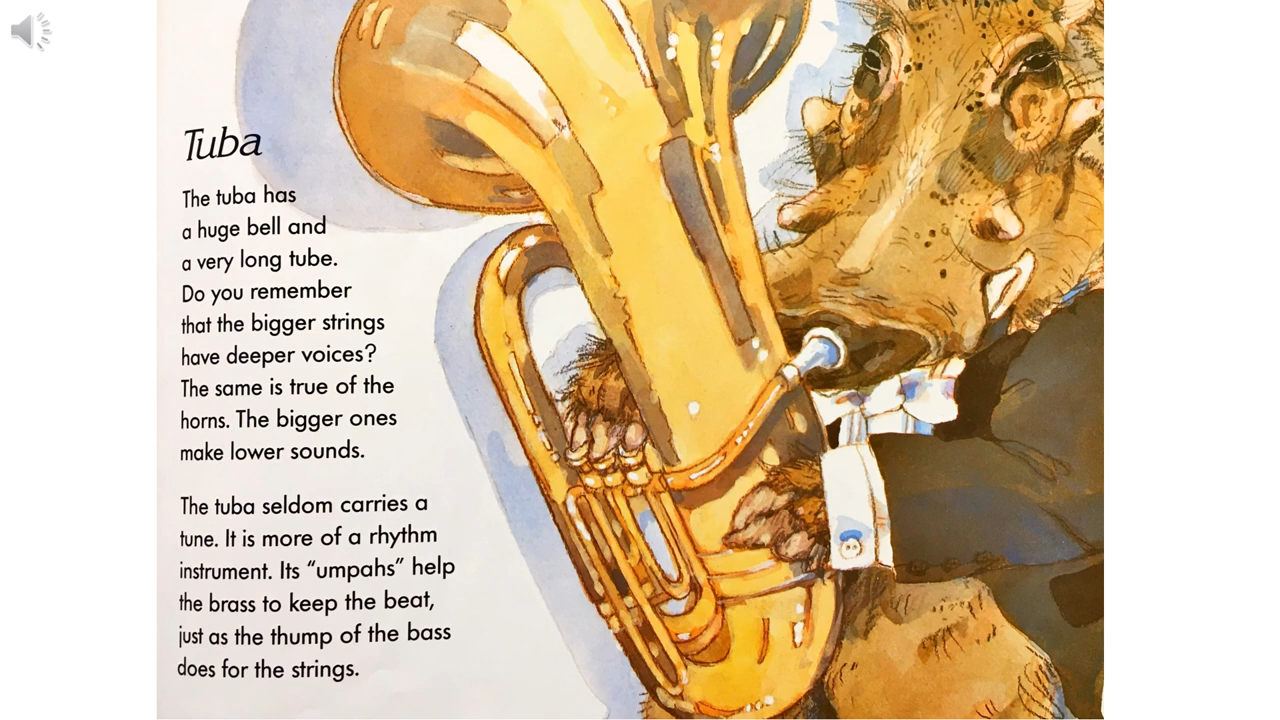 Tuba
The tuba has
a huge bell and
a very long tube.
Do you remember
that the bigger strings
have deeper voices?
The same is true of the
horns. The bigger ones
make lower sounds.
The tuba seldom carries a
tune. It is more of a rhythm
instrument. Its “umpahs” help
the brass to keep the beat,
just as the thump of the bass
does for the strings.